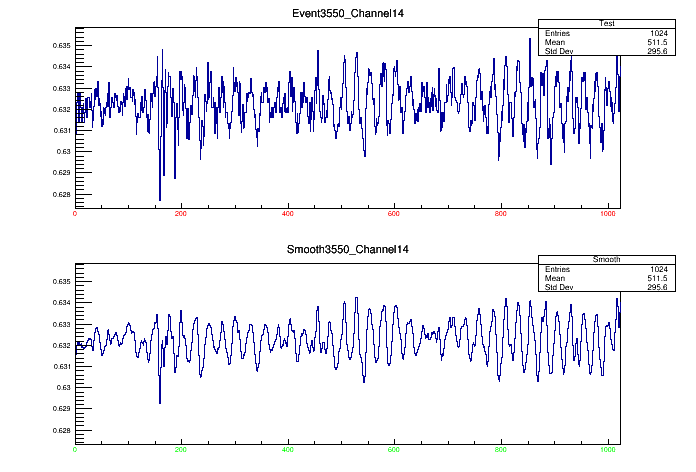 Event3550_Channel14
Test
Entries 1024
Mean 511.5
Std Dev 295.6
0.635
0.634
0.633
0.632
0.631
0.63
0.629
0.628
0 200 400 600 800 1000
Smooth3550_Channel14
Smooth
Entries 1024
Mean 511.5
Std Dev 295.6
0.635
0.634
0.633
0.632
0.631
0.63
0.629
0.628
0 200 400 600 800 1000